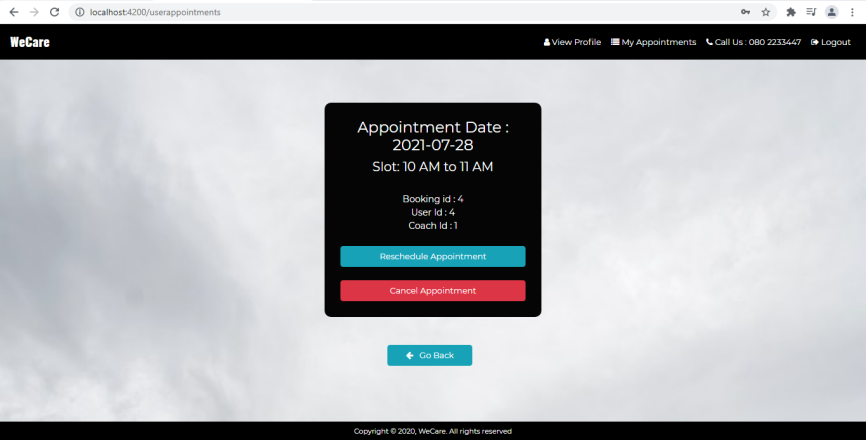 localhost:4200/userappointments
WeCare
View Profile My Appointments Call Us : 080 2233447 Logout
Appointment Date :
2021-07-28
Slot: 10 AM to 11 AM
Booking id : 4
User Id : 4
Coach Id : 1
Reschedule Appointment
Cancel Appointment
Go Back
Copyright © 2020, WeCare. All rights reserved